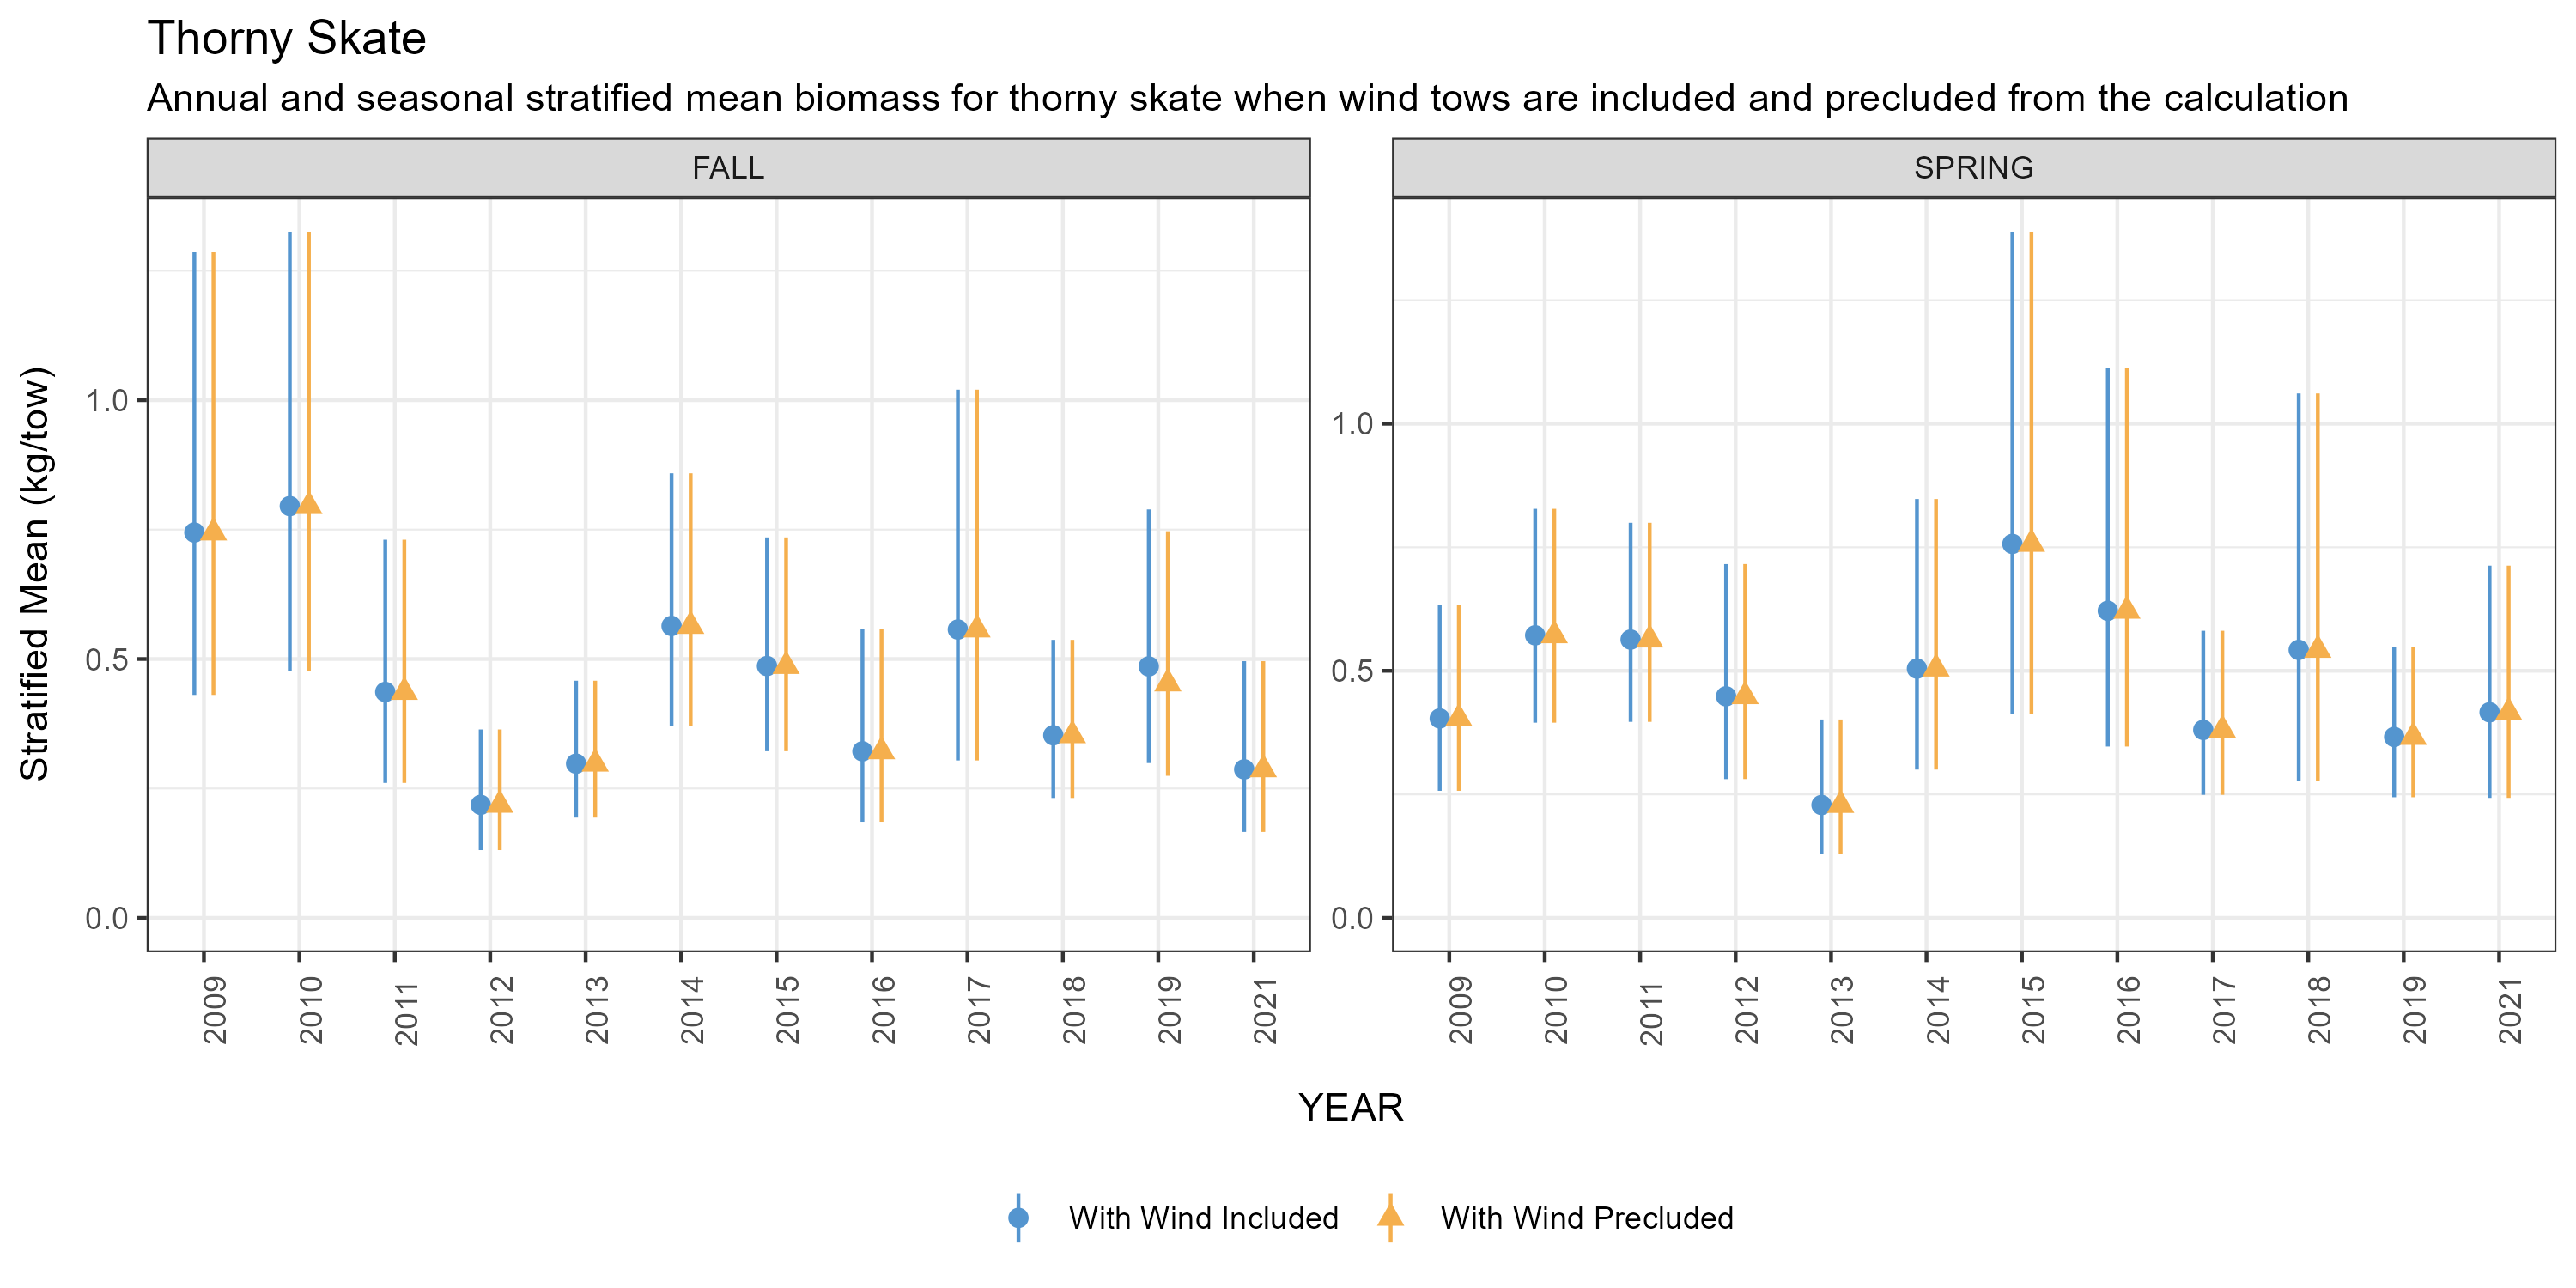 Thorny Skate
Annual and seasonal stratified mean biomass for thorny skate when wind tows are included and precluded from the calculation
FALL
SPRING
Stratified Mean (kg/tow)
1.0
0.5
0.0
1.0
0.5
0.0
2009 2010 2011 2012 2013 2014 2015 2016 2017 2018 2019 2021
2009 2010 2011 2012 2013 2014 2015 2016 2017 2018 2019 2021
YEAR
With Wind Included
With Wind Precluded